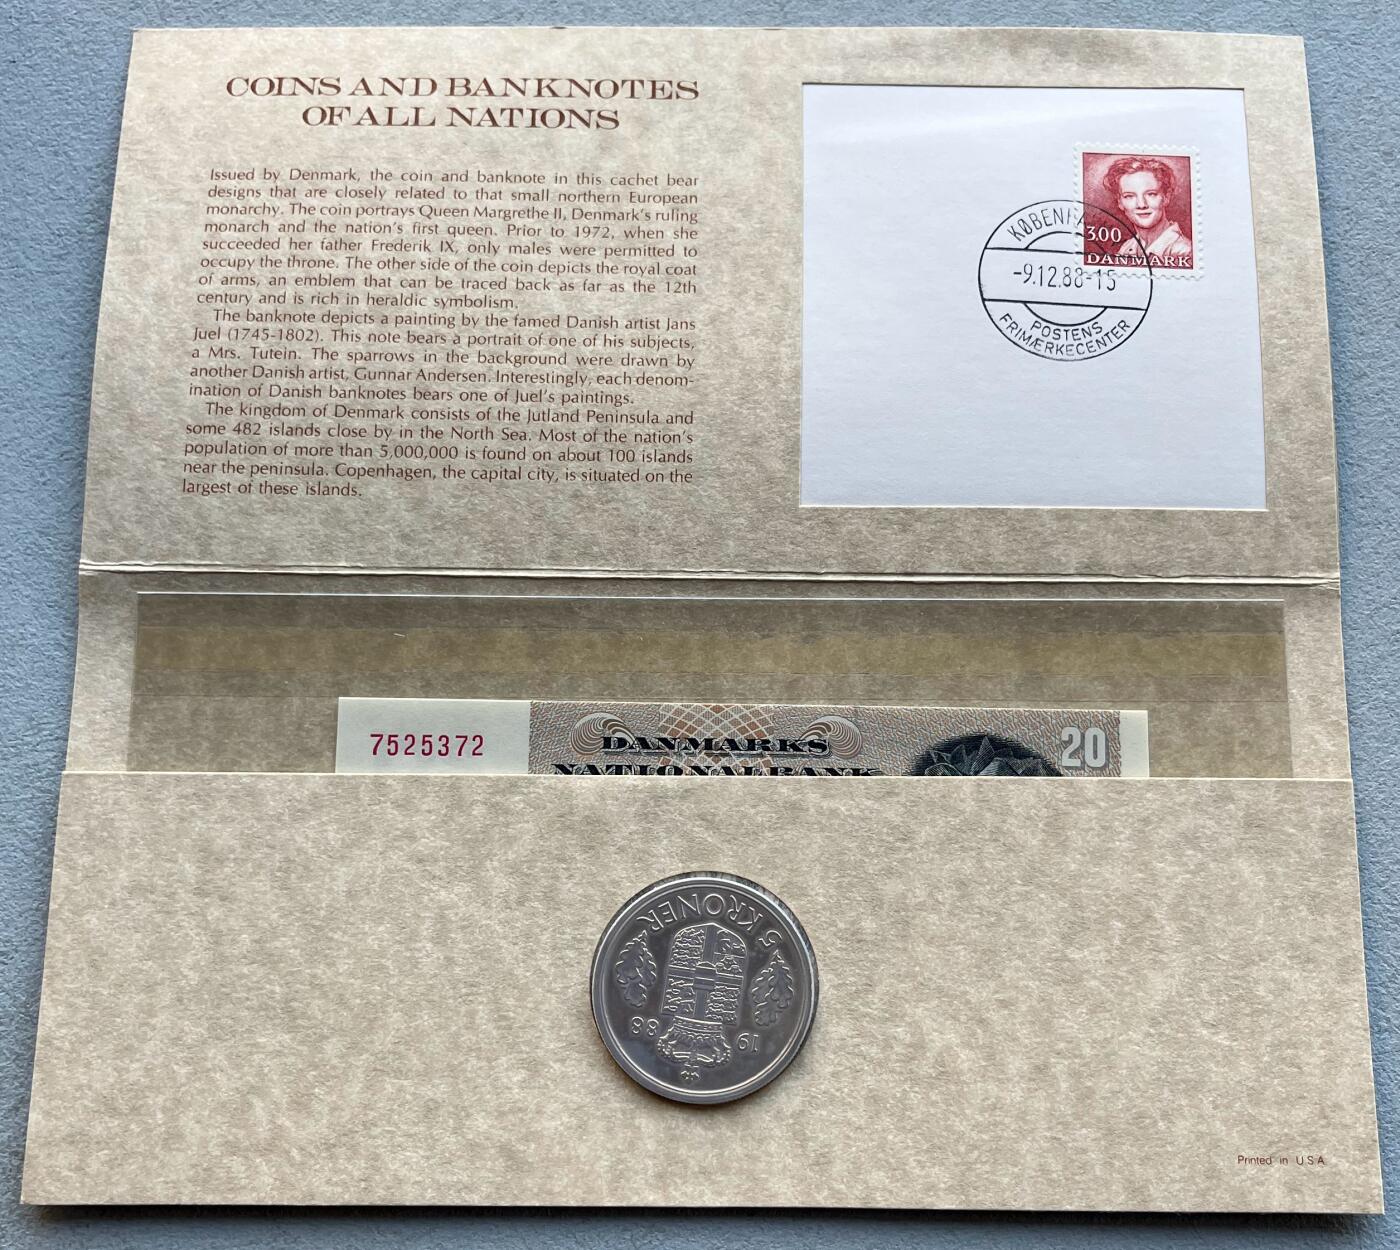 COINS AND BANKNOTES
OF ALL NATIONS
Issued by Denmark, the coin and banknote in this cachet bear
designs that are closely related to that small northern European
monarchy. The coin portrays Queen Margrethe II, Denmark's ruling
monarch and the nation's first queen. Prior to 1972, when she
succeeded her father Frederik IX, only males were permitted to
occupy the throne. The other side of the coin depicts the royal coat
of arms, an emblem that can be traced back as far as the 12th
century and is rich in heraldic symbolism.
The banknote depicts a painting by the famed Danish artist Jans
Juel (1745-1802). This note bears a portrait of one of his subjects,
a Mrs. Tutein. The sparrows in the background were drawn by
another Danish artist, Gunnar Andersen. Interestingly, each denom-
ination of Danish banknotes bears one of Juel's paintings.
The kingdom of Denmark consists of the Jutland Peninsula and
some 482 islands close by in the North Sea. Most of the nation's
population of more than 5,000,000 is found on about 100 islands
near the peninsula. Copenhagen, the capital city, is situated on the
largest of these islands.
3.00
DANMARK
-9.12.88-15
POSTENS
FRIMÆRKECENTER
7525372
DANMARKS
NATIONALBANK
20
5 KRONER
19 88
Printed in U S A